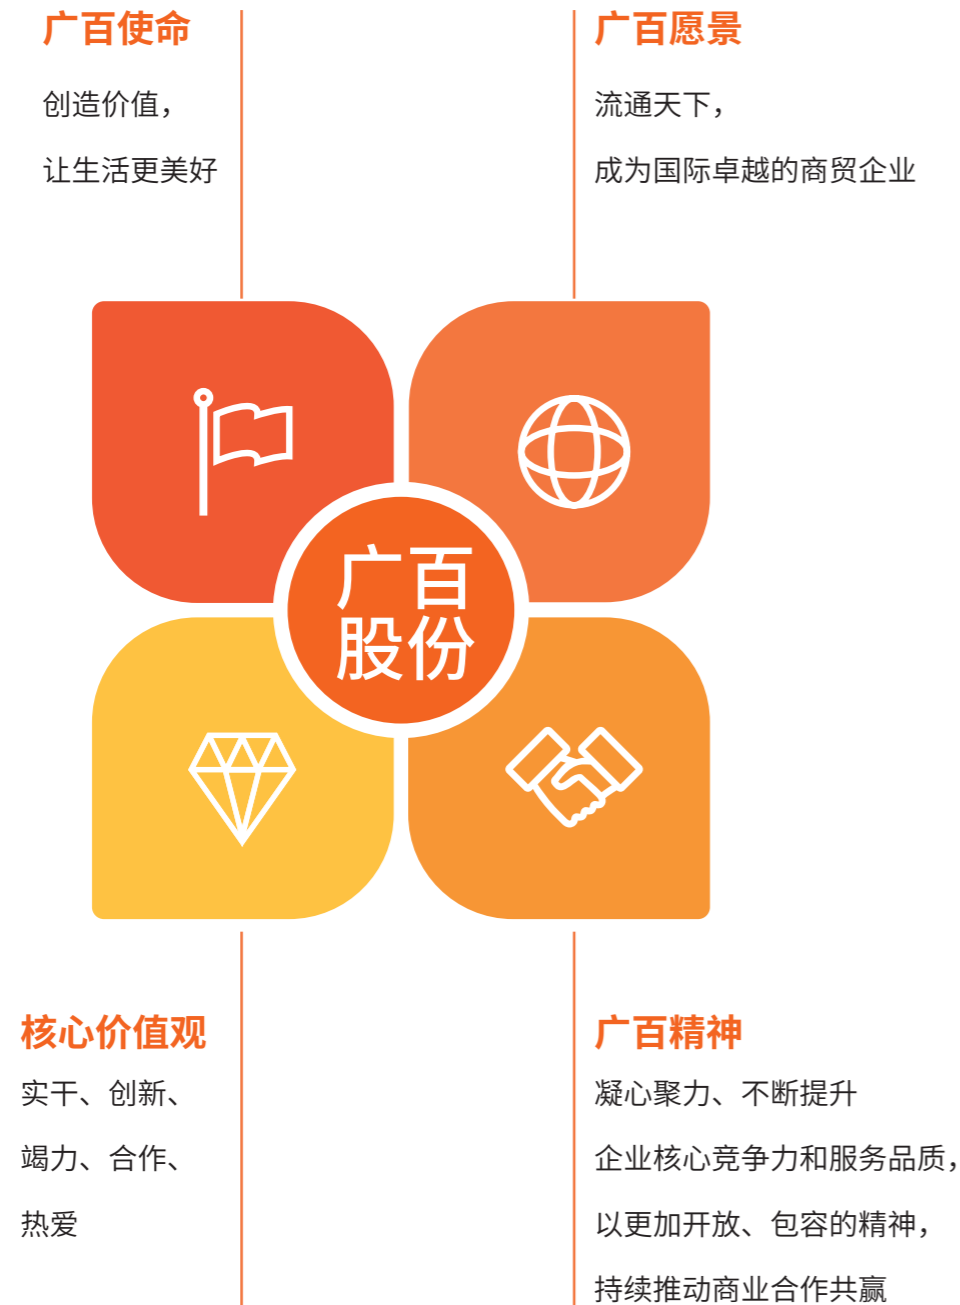 广百使命
创造价值，
让生活更美好
广百愿景
流通天下，
成为国际卓越的商贸企业
广百
股份
核心价值观
实干、创新、
竭力、合作、
热爱
广百精神
凝心聚力、不断提升
企业核心竞争力和服务品质，
以更加开放、包容的精神，
持续推动商业合作共赢